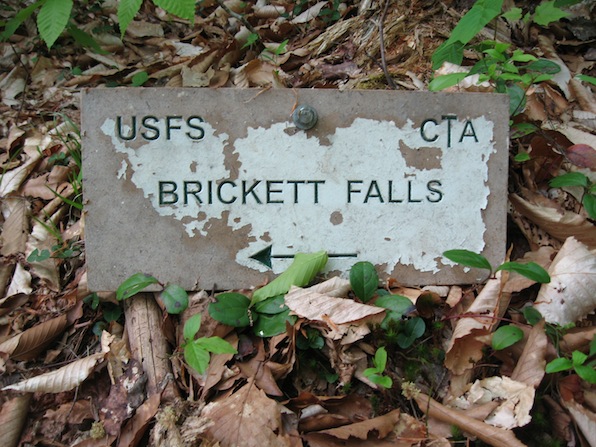 USFS CTA
BRICKETT FALLS
←